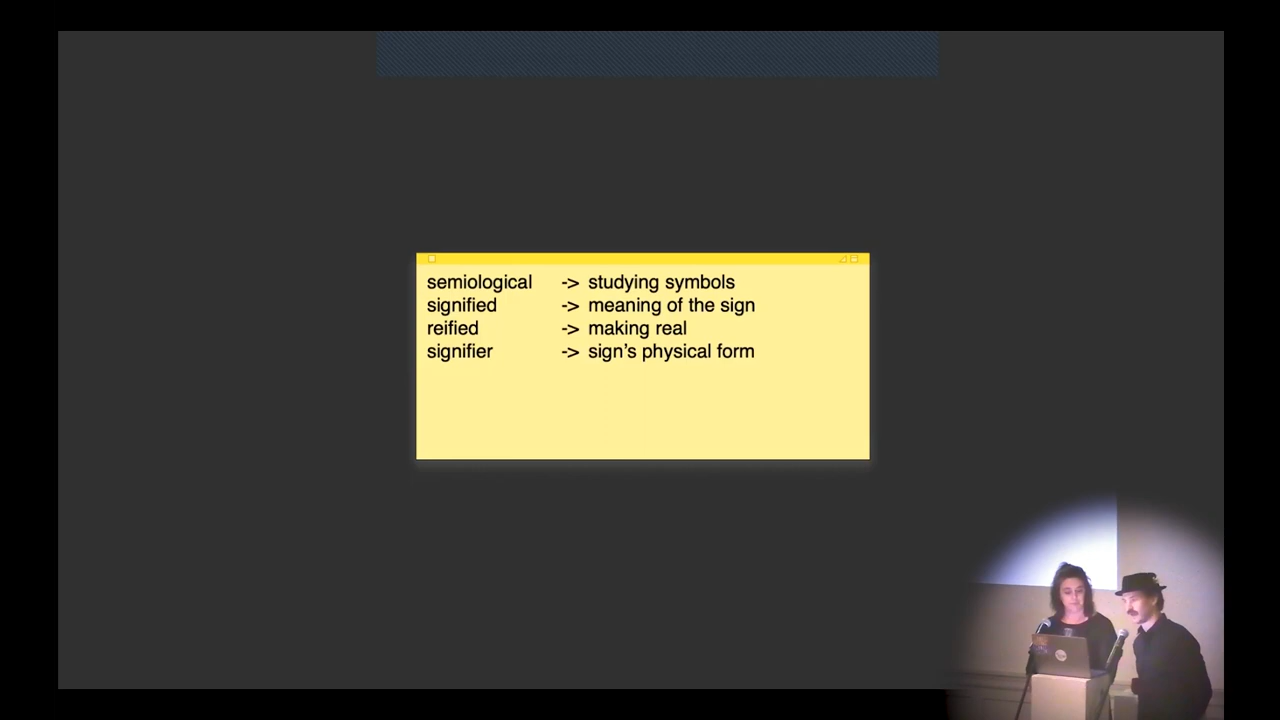 semiological -> studying symbols
signified -> meaning of the sign
reified -> making real
signifier -> sign’s physical form